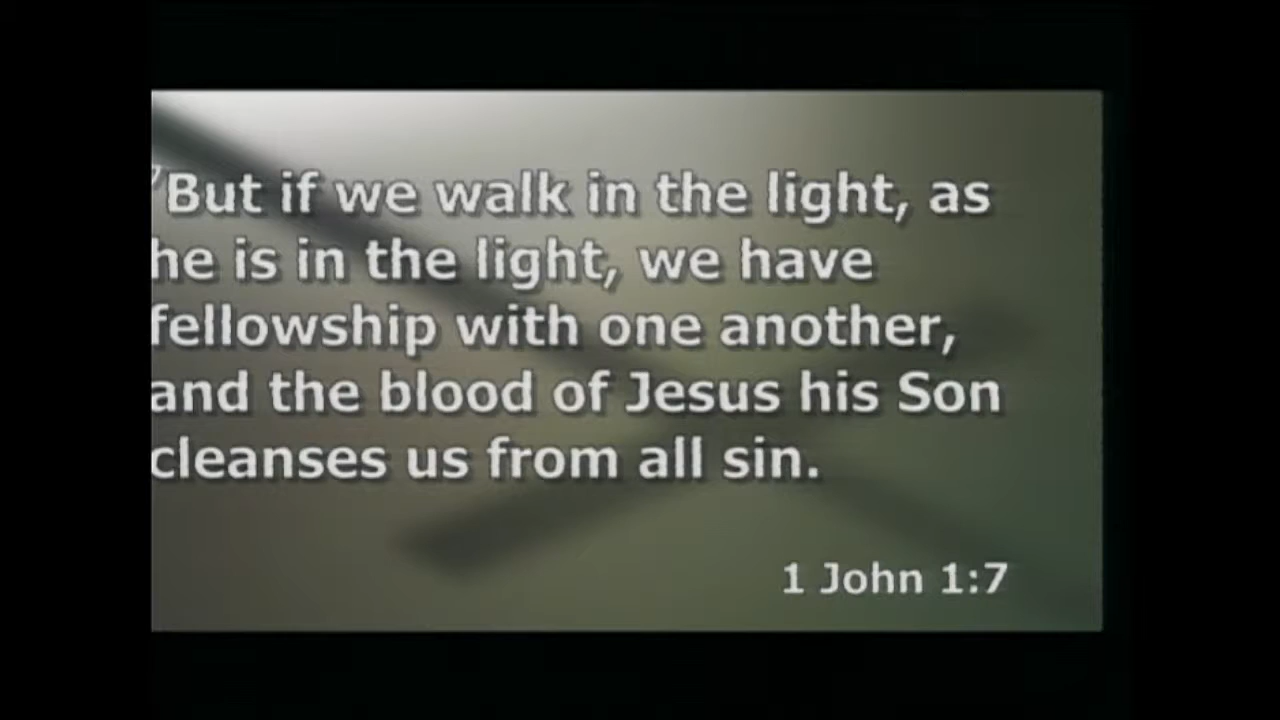 7But if we walk in the light, as
he is in the light, we have
fellowship with one another,
and the blood of Jesus his Son
cleanses us from all sin.
1 John 1:7